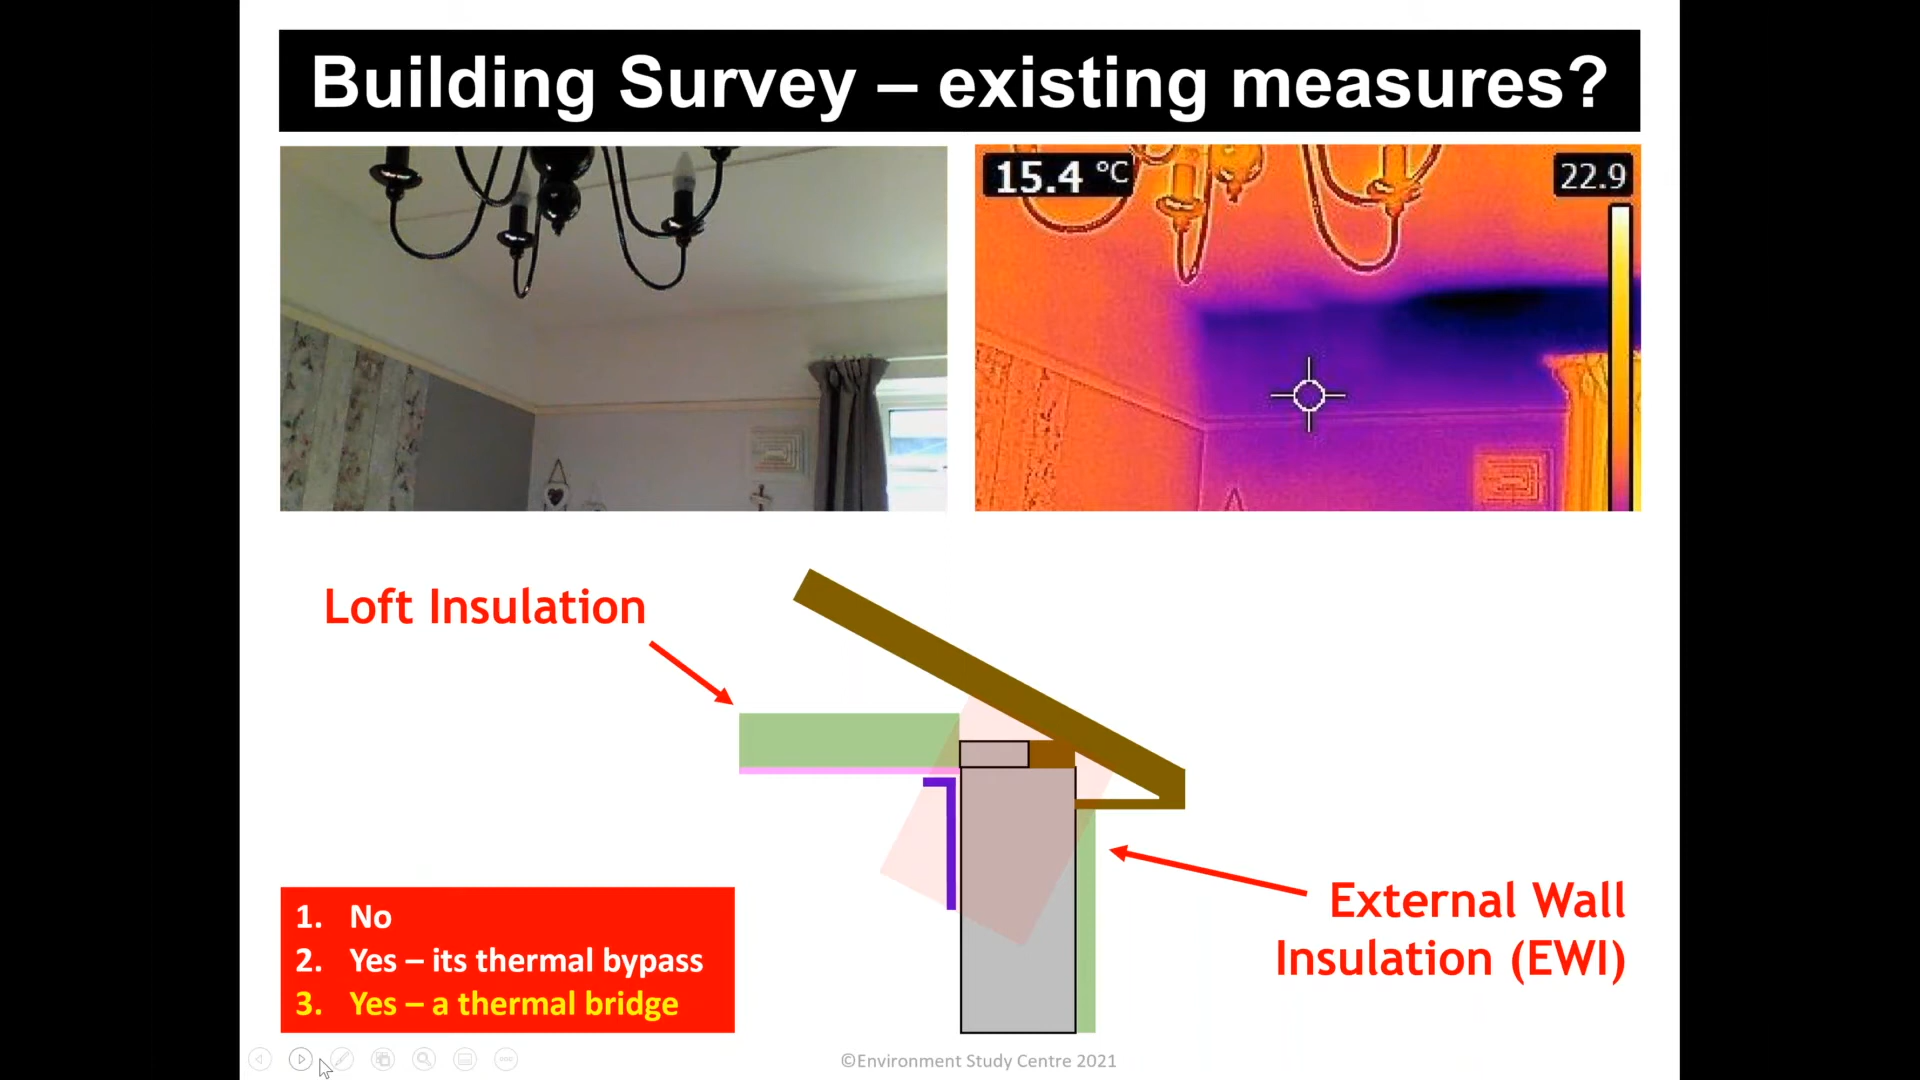 Building Survey – existing measures?
15.4 °C
22.9
Loft Insulation
External Wall
Insulation (EWI)
1. No
2. Yes – its thermal bypass
3. Yes – a thermal bridge
©Environment Study Centre 2021